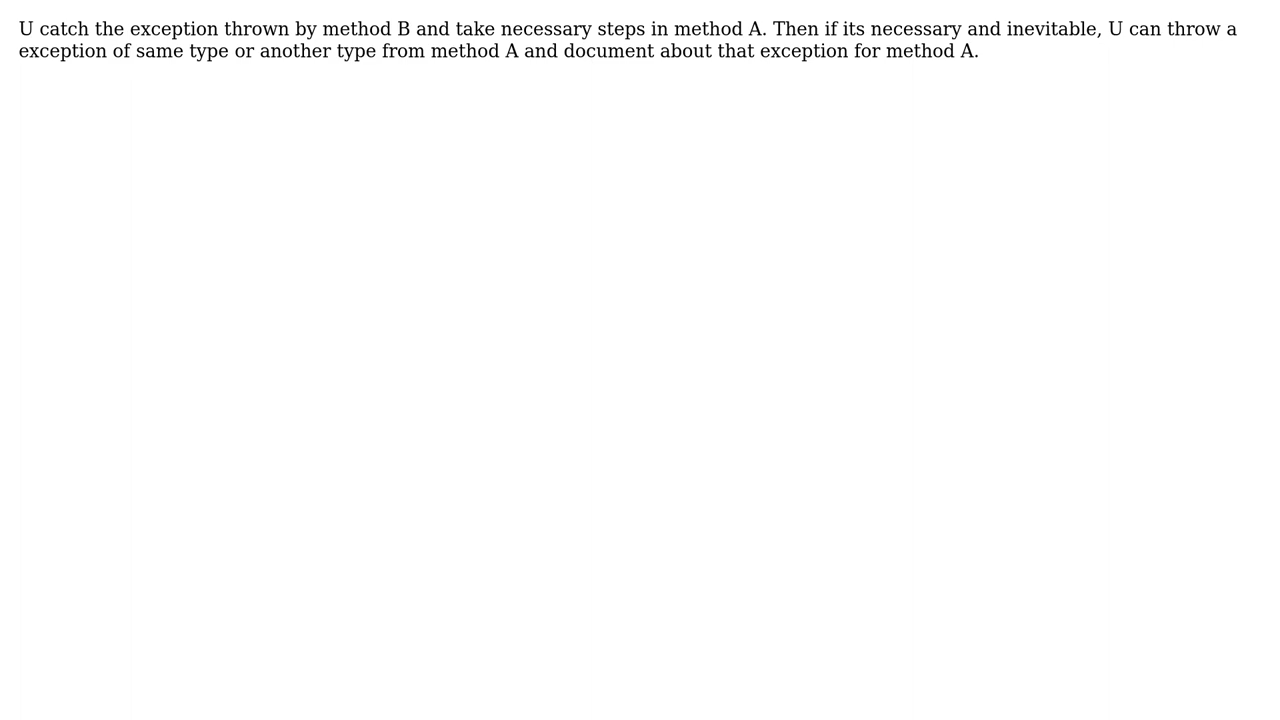 U catch the exception thrown by method B and take necessary steps in method A. Then if its necessary and inevitable, U can throw a
exception of same type or another type from method A and document about that exception for method A.